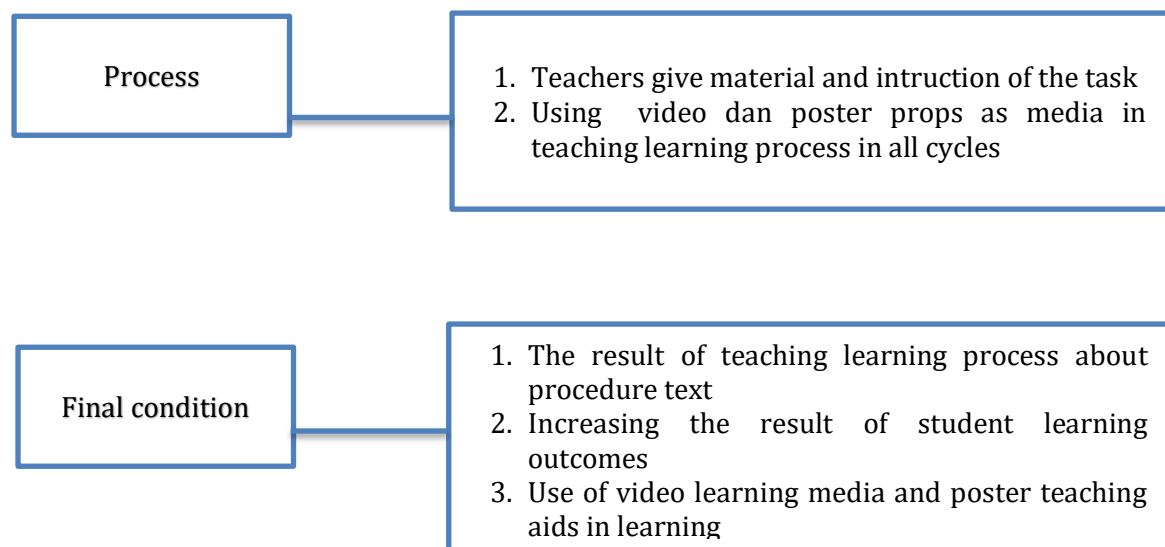 Process
1. Teachers give material and intruction of the task
2. Using video dan poster props as media in
teaching learning process in all cycles
Final condition
1. The result of teaching learning process about
procedure text
2. Increasing the result of student learning
outcomes
3. Use of video learning media and poster teaching
aids in learning